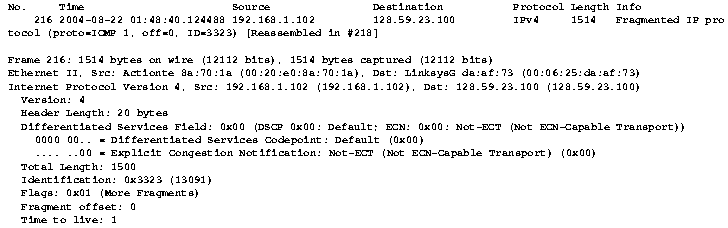 No. Time Source Destination Protocol Length Info
216 2004-08-22 01:48:40.124488 192.168.1.102 128.59.23.100 IPv4 1514 Fragmented IP pro
tocol (proto=ICMP 1, off=0, ID=3323) [Reassembled in #218]
Frame 216: 1514 bytes on wire (12112 bits), 1514 bytes captured (12112 bits)
Ethernet II, Src: Actionte 8a:70:1a (00:20:e0:8a:70:1a), Dst: LinksysG da:af:73 (00:06:25:da:af:73)
Internet Protocol Version 4, Src: 192.168.1.102 (192.168.1.102), Dst: 128.59.23.100 (128.59.23.100)
Version: 4
Header Length: 20 bytes
Differentiated Services Field: 0x00 (DSCP 0x00: Default; ECN: 0x00: Not-ECT (Not ECN-Capable Transport))
0000 00.. = Differentiated Services Codepoint: Default (0x00)
.... ..00 = Explicit Congestion Notification: Not-ECT (Not ECN-Capable Transport) (0x00)
Total Length: 1500
Identification: 0x3323 (13091)
Flags: 0x01 (More Fragments)
Fragment offset: 0
Time to live: 1